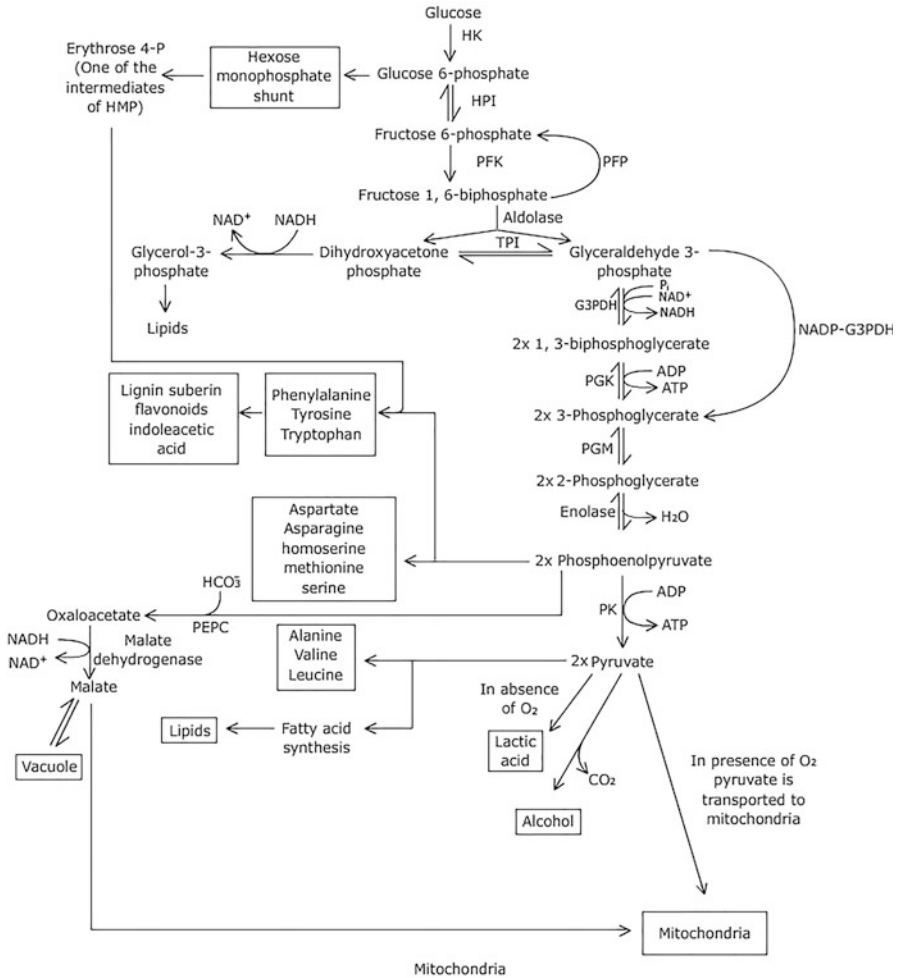 Glucose
HK
Erythrose 4-P
(One of the
intermediates
of HMP)
Hexose
monophosphate
shunt
Glucose 6-phosphate
HPI
Fructose 6-phosphate
PFK
PFP
Fructose 1, 6-biphosphate
Aldolase
NAD⁺
NADH
TPI
Glycerol-3-
phosphate
Dihydroxyacetone
phosphate
Glyceraldehyde 3-
phosphate
Lipids
G3PDH
Pᵢ
NAD⁺
NADH
NADP-G3PDH
2x 1, 3-biphosphoglycerate
PGK
ADP
ATP
Lignin suberin
flavonoids
indoleacetic
acid
Phenylalanine
Tyrosine
Tryptophan
2x 3-Phosphoglycerate
PGM
2x 2-Phosphoglycerate
Enolase
H₂O
Aspartate
Asparagine
homoserine
methionine
serine
2x Phosphoenolpyruvate
HCO₃⁻
PEPC
Oxaloacetate
PK
ADP
ATP
NADH
NAD⁺
Malate
dehydrogenase
Malate
Alanine
Valine
Leucine
2x Pyruvate
In absence
of O₂
Lipids
Fatty acid
synthesis
Lactic
acid
Vacuole
CO₂
Alcohol
In presence of O₂
pyruvate is
transported to
mitochondria
Mitochondria
Mitochondria